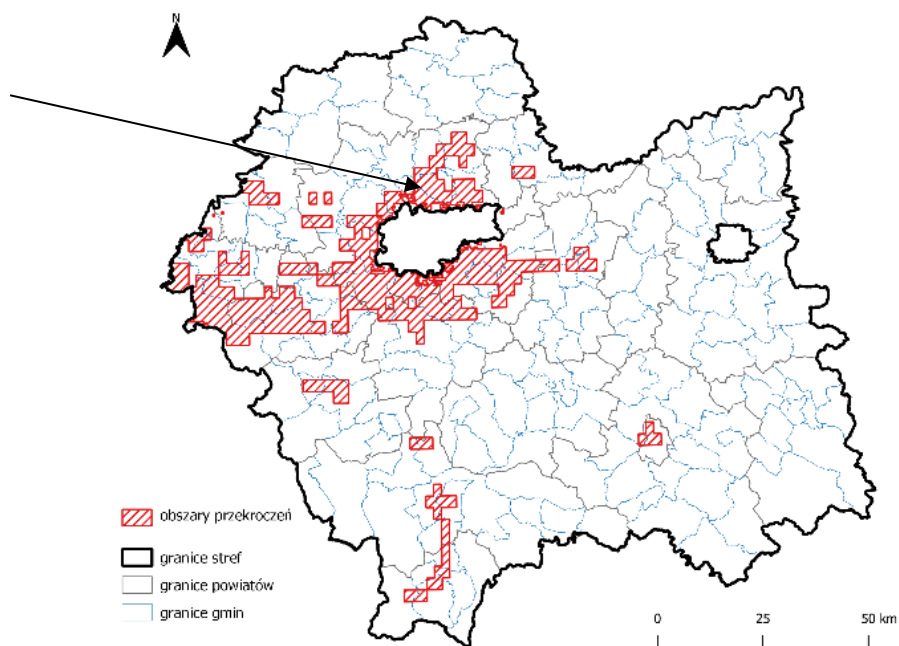 N
obszary przekroczeń
granice stref
granice powiatów
granice gmin
0 25 50 km